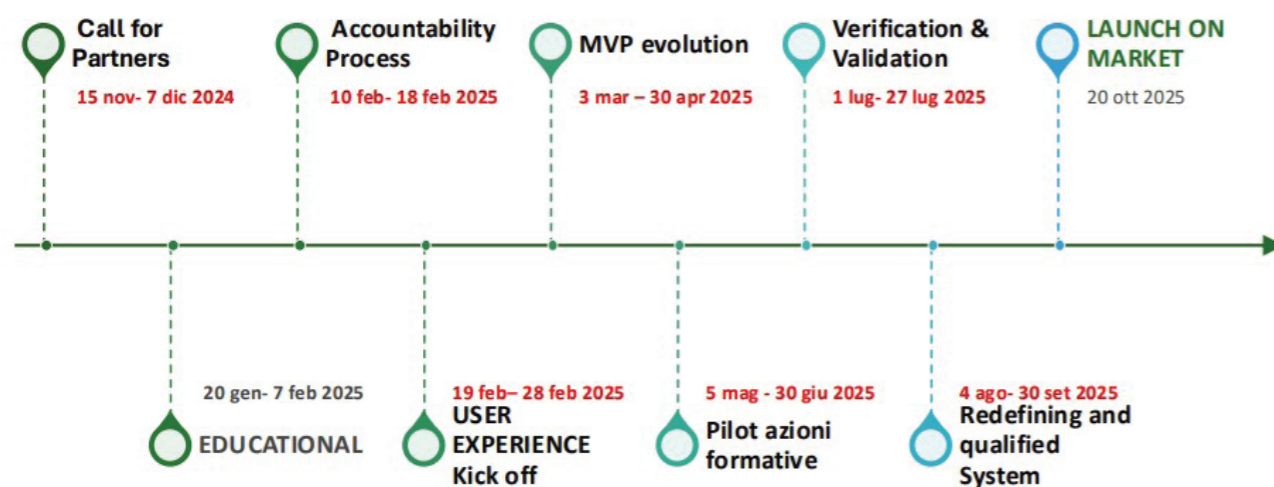 Call for
Partners
15 nov- 7 dic 2024
Accountability
Process
10 feb- 18 feb 2025
MVP evolution
3 mar – 30 apr 2025
Verification &
Validation
1 lug- 27 lug 2025
LAUNCH ON
MARKET
20 ott 2025
20 gen- 7 feb 2025
EDUCATIONAL
19 feb– 28 feb 2025
USER
EXPERIENCE
Kick off
5 mag - 30 giu 2025
Pilot azioni
formative
4 ago- 30 set 2025
Redefining and
qualified
System